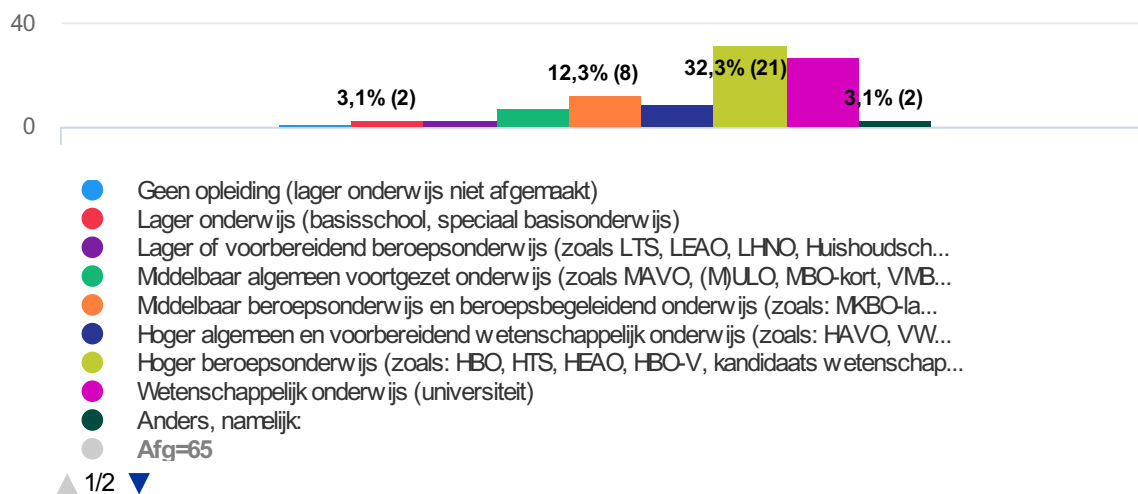 40
32,3% (21)
12,3% (8)
3,1% (2)
3,1% (2)
0
Geen opleiding (lager onderwijs niet afgemaakt)
Lager onderwijs (basisschool, speciaal basisonderwijs)
Lager of voorbereidend beroepsonderwijs (zoals LTS, LEAO, LHNO, Huishoudsch...
Middelbaar algemeen voortgezet onderwijs (zoals MAVO, (M)ULO, MBO-kort, VMB...
Middelbaar beroepsonderwijs en beroepsbegeleidend onderwijs (zoals: MKBO-la...
Hoger algemeen en voorbereidend wetenschappelijk onderwijs (zoals: HAVO, VW...
Hoger beroepsonderwijs (zoals: HBO, HTS, HEAO, HBO-V, kandidaats wetenschap...
Wetenschappelijk onderwijs (universiteit)
Anders, namelijk:
Afg=65
1/2